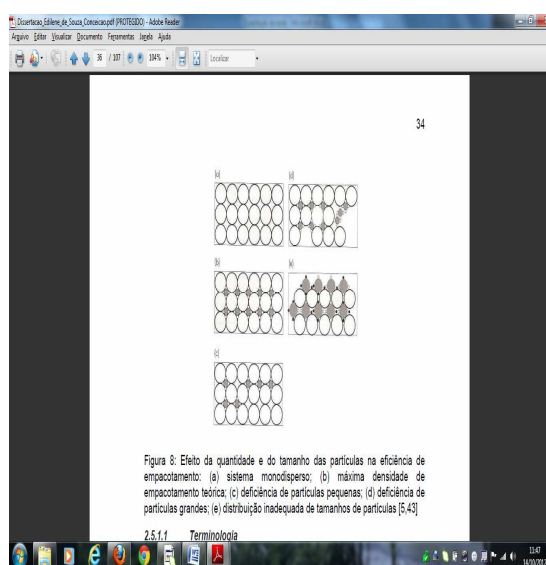 Dissertacao_Edilene_de_Souza_Conceicao.pdf (PROTEGIDO) - Adobe Reader
Arquivo Editar Visualizar Documento Ferramentas Janela Ajuda
36 / 107 104% Localizar
34
(a) (d)
(b) (e)
(c)
Figura 8: Efeito da quantidade e do tamanho das partículas na eficiência de
empacotamento: (a) sistema monodisperso; (b) máxima densidade de
empacotamento teórica; (c) deficiência de partículas pequenas; (d) deficiência de
partículas grandes; (e) distribuição inadequada de tamanhos de partículas [5,43]
2.5.1.1 Terminologia
11:47